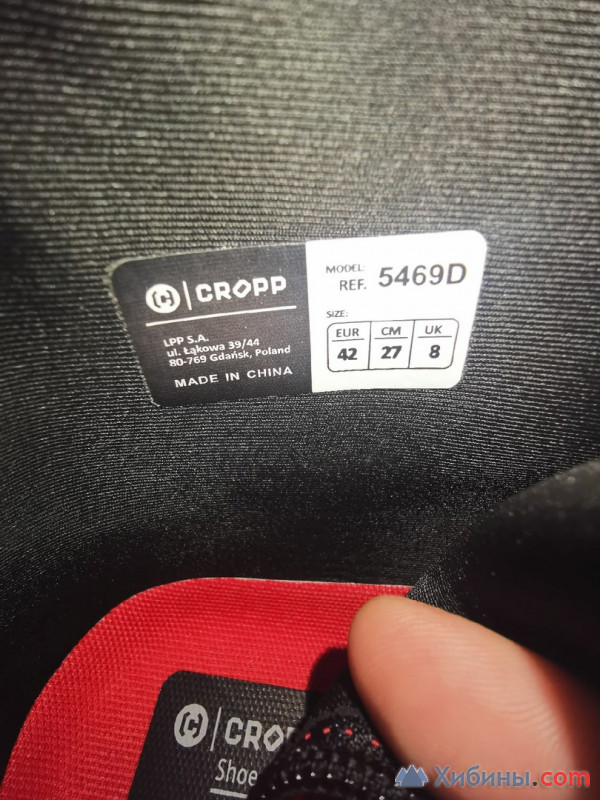 CROPP
LPP S.A.
ul. Łąkowa 39/44
80-769 Gdańsk, Poland
MADE IN CHINA
MODEL:
REF. 5469D
SIZE:
EUR CM UK
42 27 8
CROPP
Shoe
Хибины.com